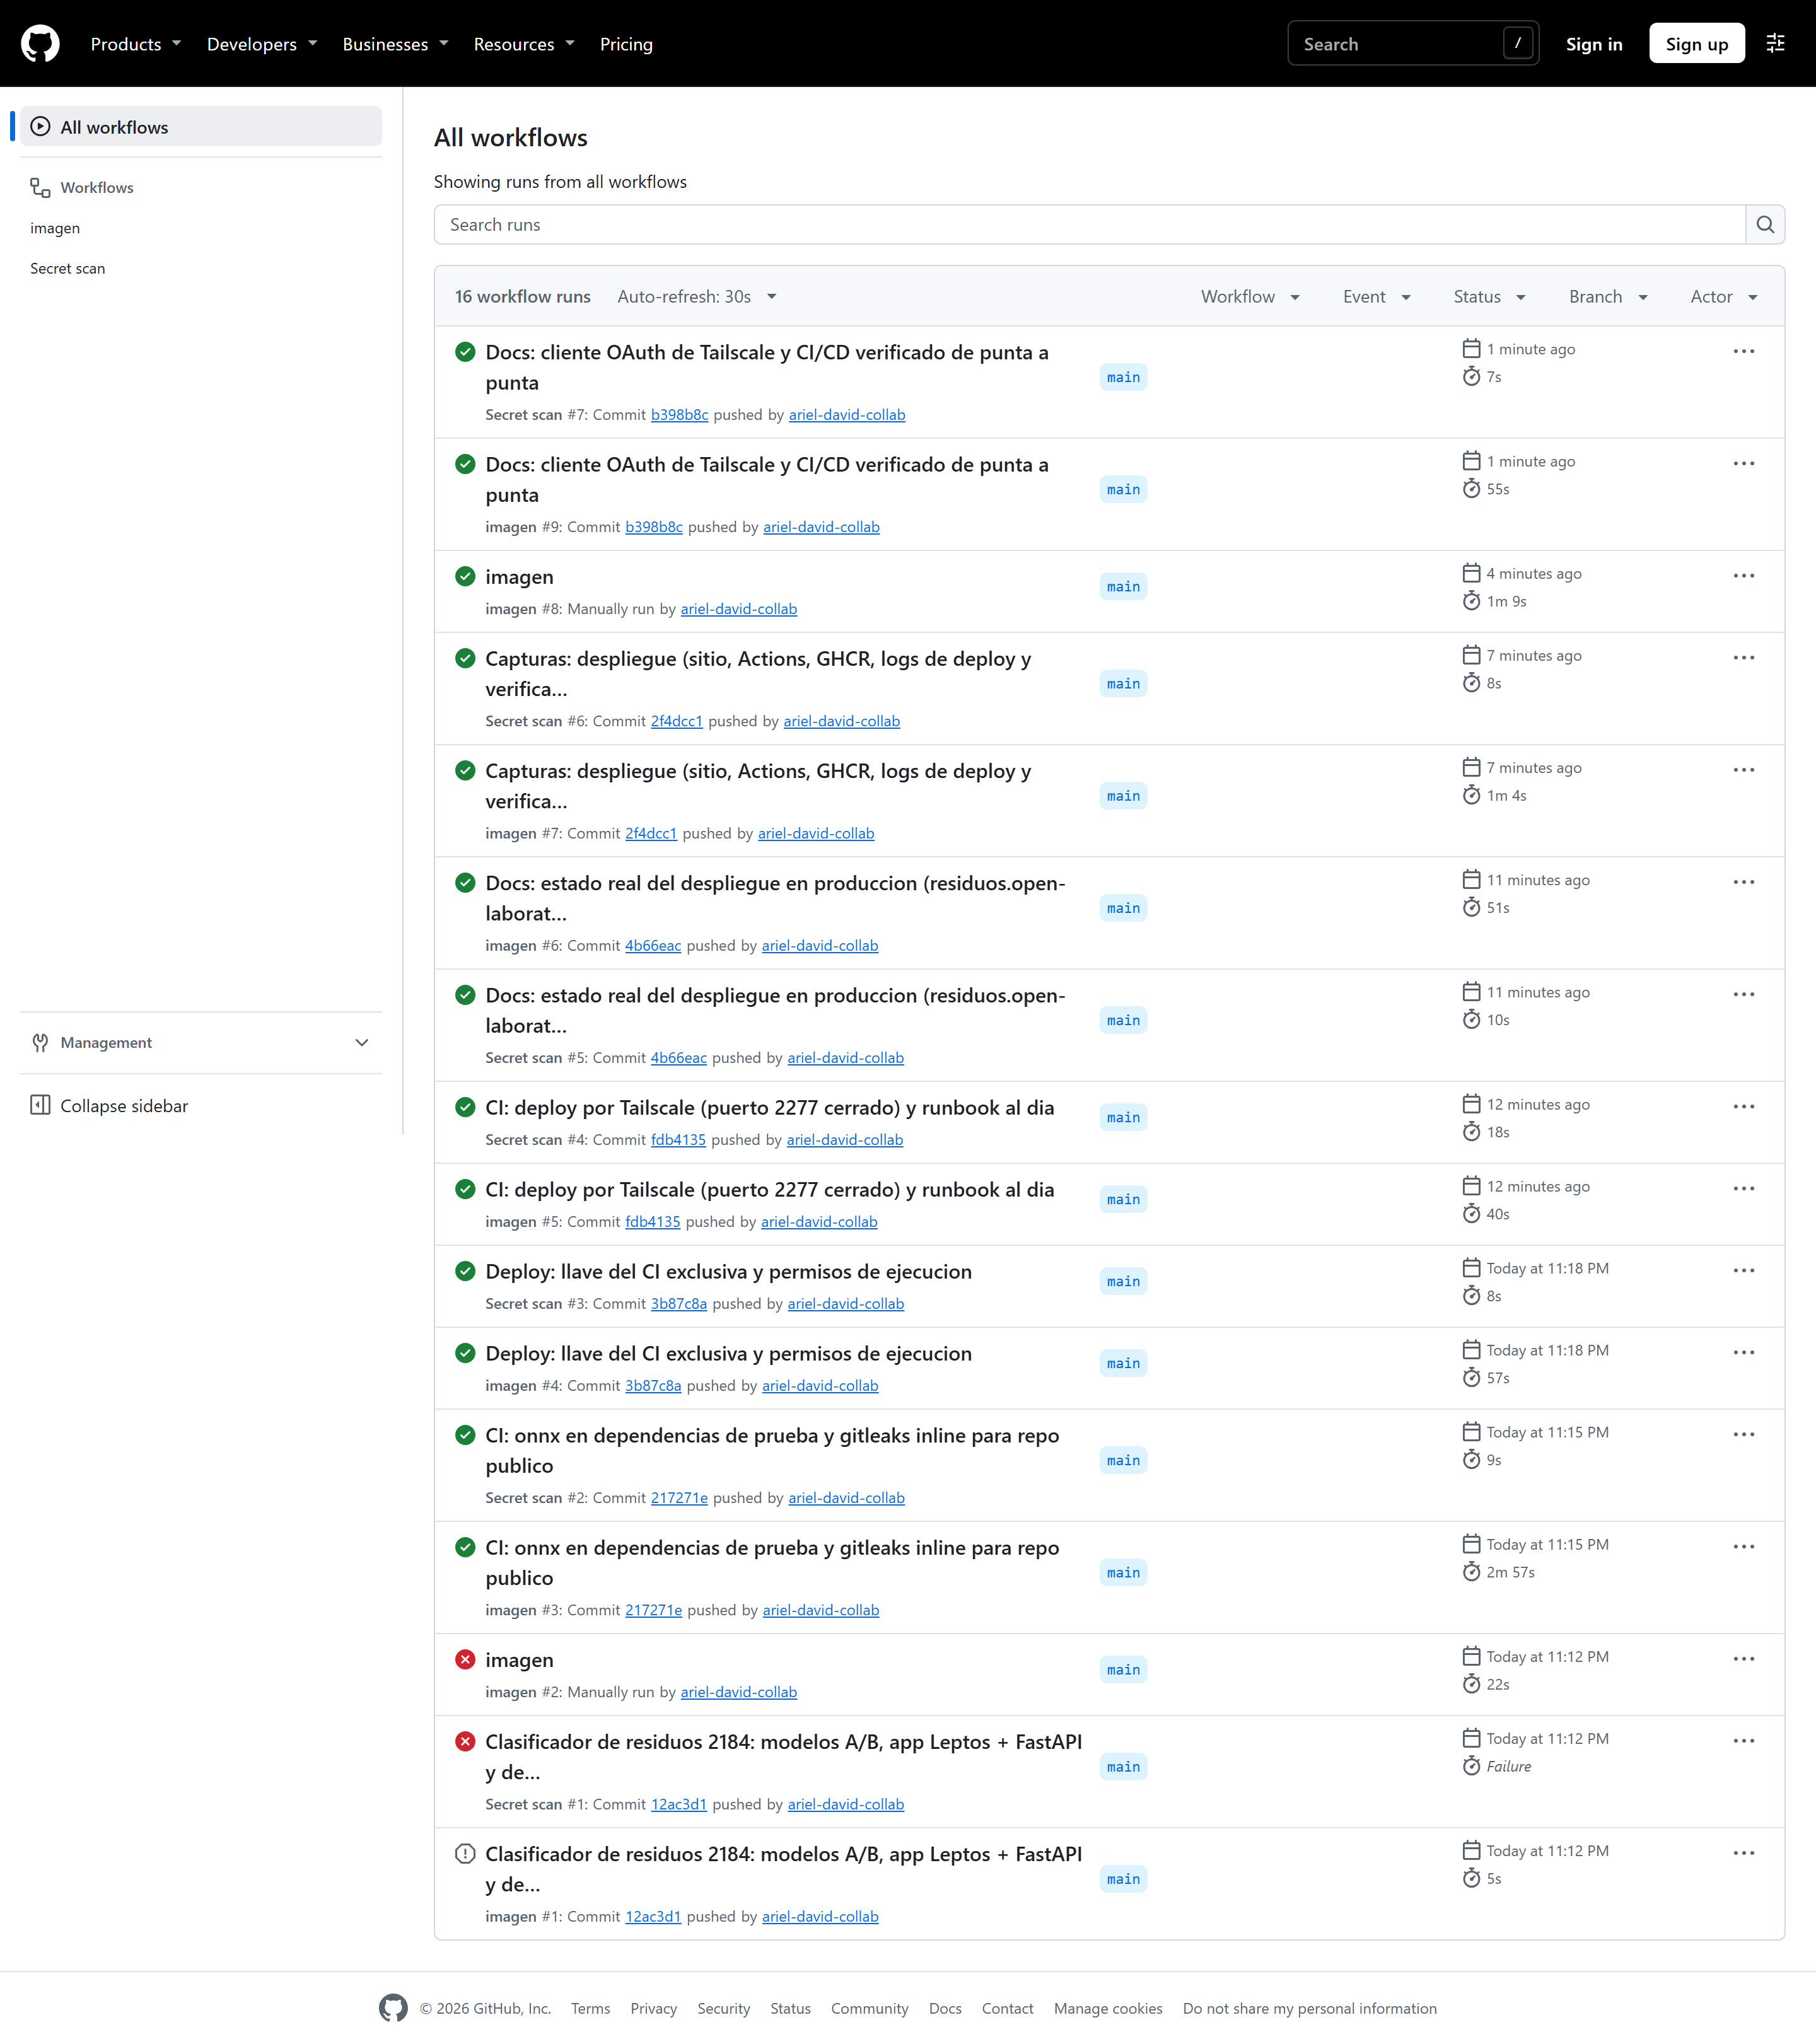 Products Developers Businesses Resources Pricing Search / Sign in Sign up
All workflows
Workflows
imagen
Secret scan
Management
Collapse sidebar
All workflows
Showing runs from all workflows
Search runs
16 workflow runs Auto-refresh: 30s Workflow Event Status Branch Actor
Docs: cliente OAuth de Tailscale y CI/CD verificado de punta a
punta
Secret scan #7: Commit b398b8c pushed by ariel-david-collab
main
1 minute ago
7s
Docs: cliente OAuth de Tailscale y CI/CD verificado de punta a
punta
imagen #9: Commit b398b8c pushed by ariel-david-collab
main
1 minute ago
55s
imagen
imagen #8: Manually run by ariel-david-collab
main
4 minutes ago
1m 9s
Capturas: despliegue (sitio, Actions, GHCR, logs de deploy y
verifica...
Secret scan #6: Commit 2f4dcc1 pushed by ariel-david-collab
main
7 minutes ago
8s
Capturas: despliegue (sitio, Actions, GHCR, logs de deploy y
verifica...
imagen #7: Commit 2f4dcc1 pushed by ariel-david-collab
main
7 minutes ago
1m 4s
Docs: estado real del despliegue en produccion (residuos.open-
laborat...
imagen #6: Commit 4b66eac pushed by ariel-david-collab
main
11 minutes ago
51s
Docs: estado real del despliegue en produccion (residuos.open-
laborat...
Secret scan #5: Commit 4b66eac pushed by ariel-david-collab
main
11 minutes ago
10s
CI: deploy por Tailscale (puerto 2277 cerrado) y runbook al dia
Secret scan #4: Commit fdb4135 pushed by ariel-david-collab
main
12 minutes ago
18s
CI: deploy por Tailscale (puerto 2277 cerrado) y runbook al dia
imagen #5: Commit fdb4135 pushed by ariel-david-collab
main
12 minutes ago
40s
Deploy: llave del CI exclusiva y permisos de ejecucion
Secret scan #3: Commit 3b87c8a pushed by ariel-david-collab
main
Today at 11:18 PM
8s
Deploy: llave del CI exclusiva y permisos de ejecucion
imagen #4: Commit 3b87c8a pushed by ariel-david-collab
main
Today at 11:18 PM
57s
CI: onnx en dependencias de prueba y gitleaks inline para repo
publico
Secret scan #2: Commit 217271e pushed by ariel-david-collab
main
Today at 11:15 PM
9s
CI: onnx en dependencias de prueba y gitleaks inline para repo
publico
imagen #3: Commit 217271e pushed by ariel-david-collab
main
Today at 11:15 PM
2m 57s
imagen
imagen #2: Manually run by ariel-david-collab
main
Today at 11:12 PM
22s
Clasificador de residuos 2184: modelos A/B, app Leptos + FastAPI
y de...
Secret scan #1: Commit 12ac3d1 pushed by ariel-david-collab
main
Today at 11:12 PM
Failure
Clasificador de residuos 2184: modelos A/B, app Leptos + FastAPI
y de...
imagen #1: Commit 12ac3d1 pushed by ariel-david-collab
main
Today at 11:12 PM
5s
© 2026 GitHub, Inc. Terms Privacy Security Status Community Docs Contact Manage cookies Do not share my personal information